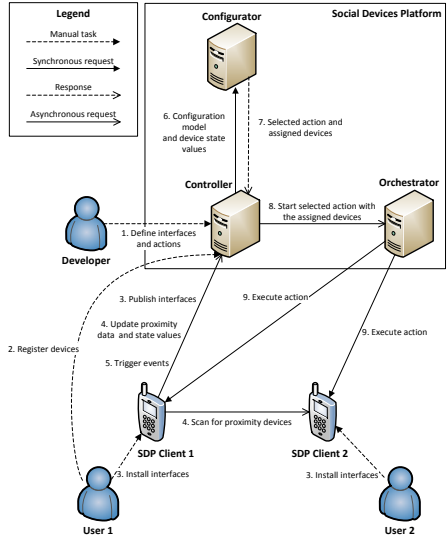 Legend
Manual task
Synchronous request
Response
Asynchronous request
Configurator
Social Devices Platform
6. Configuration
model
and device state
values
7. Selected action and
assigned devices
Controller
Orchestrator
8. Start selected action with
the assigned devices
Developer
1. Define interfaces
and actions
3. Publish interfaces
4. Update proximity
data and state values
5. Trigger events
9. Execute action
9. Execute action
2. Register devices
4. Scan for proximity devices
SDP Client 1
SDP Client 2
3. Install interfaces
3. Install interfaces
User 1
User 2